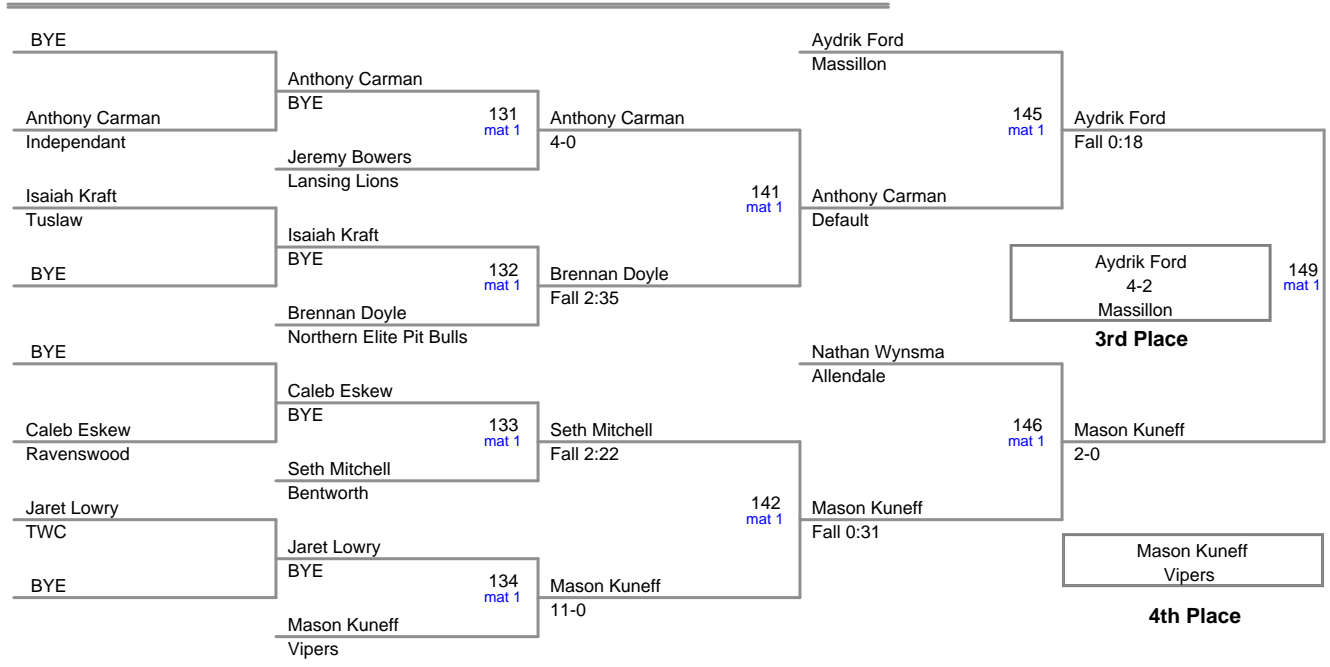 BYE
Anthony Carman
Independant
Isaiah Kraft
Tuslaw
BYE
BYE
Caleb Eskew
Ravenswood
Jaret Lowry
TWC
BYE
Anthony Carman
BYE
131
mat 1
Jeremy Bowers
Lansing Lions
Isaiah Kraft
BYE
132
mat 1
Brennan Doyle
Northern Elite Pit Bulls
Caleb Eskew
BYE
133
mat 1
Seth Mitchell
Bentworth
Jaret Lowry
BYE
134
mat 1
Mason Kuneff
Vipers
Anthony Carman
4-0
141
mat 1
Brennan Doyle
Fall 2:35
Seth Mitchell
Fall 2:22
142
mat 1
Mason Kuneff
11-0
Aydrik Ford
Massillon
145
mat 1
Anthony Carman
Default
Nathan Wynsma
Allendale
146
mat 1
Mason Kuneff
Fall 0:31
Aydrik Ford
Fall 0:18
149
mat 1
Mason Kuneff
2-0
Aydrik Ford
4-2
Massillon
3rd Place
Mason Kuneff
Vipers
4th Place